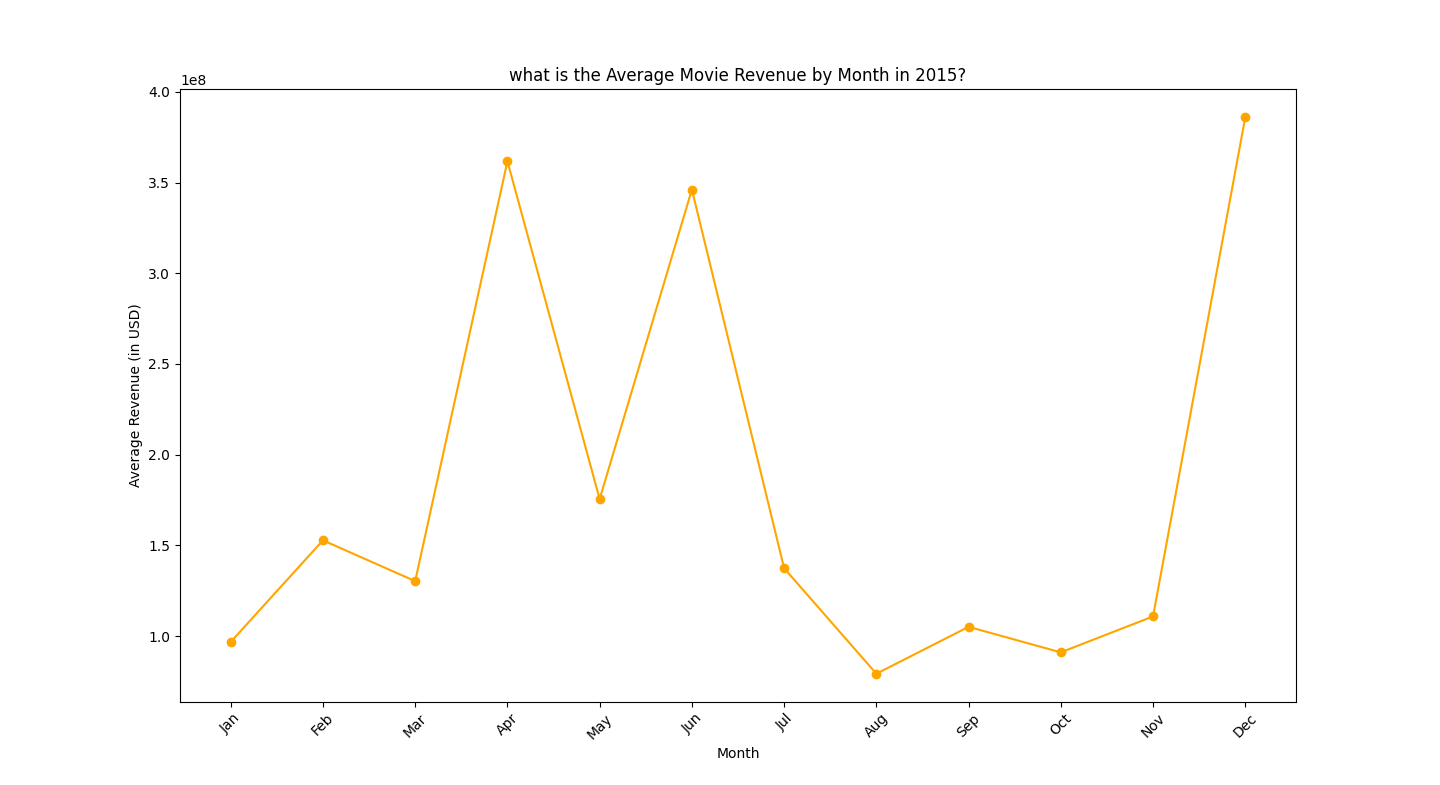 what is the Average Movie Revenue by Month in 2015?
1e8
4.0
3.5
3.0
2.5
2.0
1.5
1.0
Average Revenue (in USD)
Jan Feb Mar Apr May Jun Jul Aug Sep Oct Nov Dec
Month